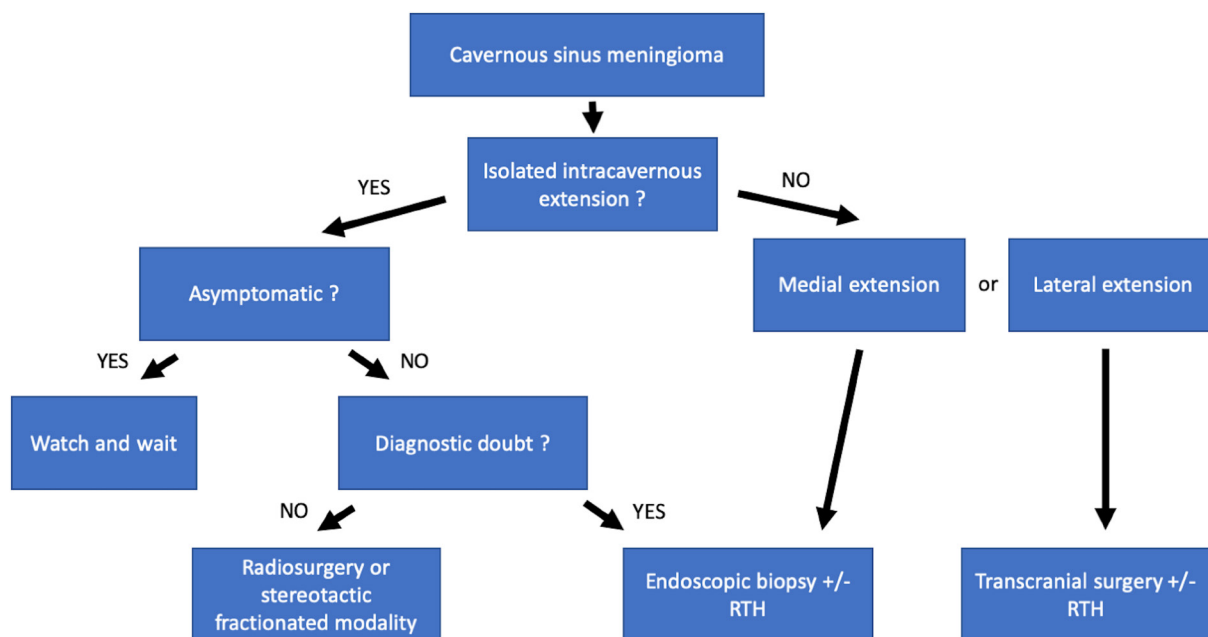 Cavernous sinus meningioma
Isolated intracavernous
extension ?
YES
NO
Asymptomatic ?
Medial extension
or
Lateral extension
YES
NO
Watch and wait
Diagnostic doubt ?
NO
YES
Radiosurgery or
stereotactic
fractionated modality
Endoscopic biopsy +/-
RTH
Transcranial surgery +/-
RTH